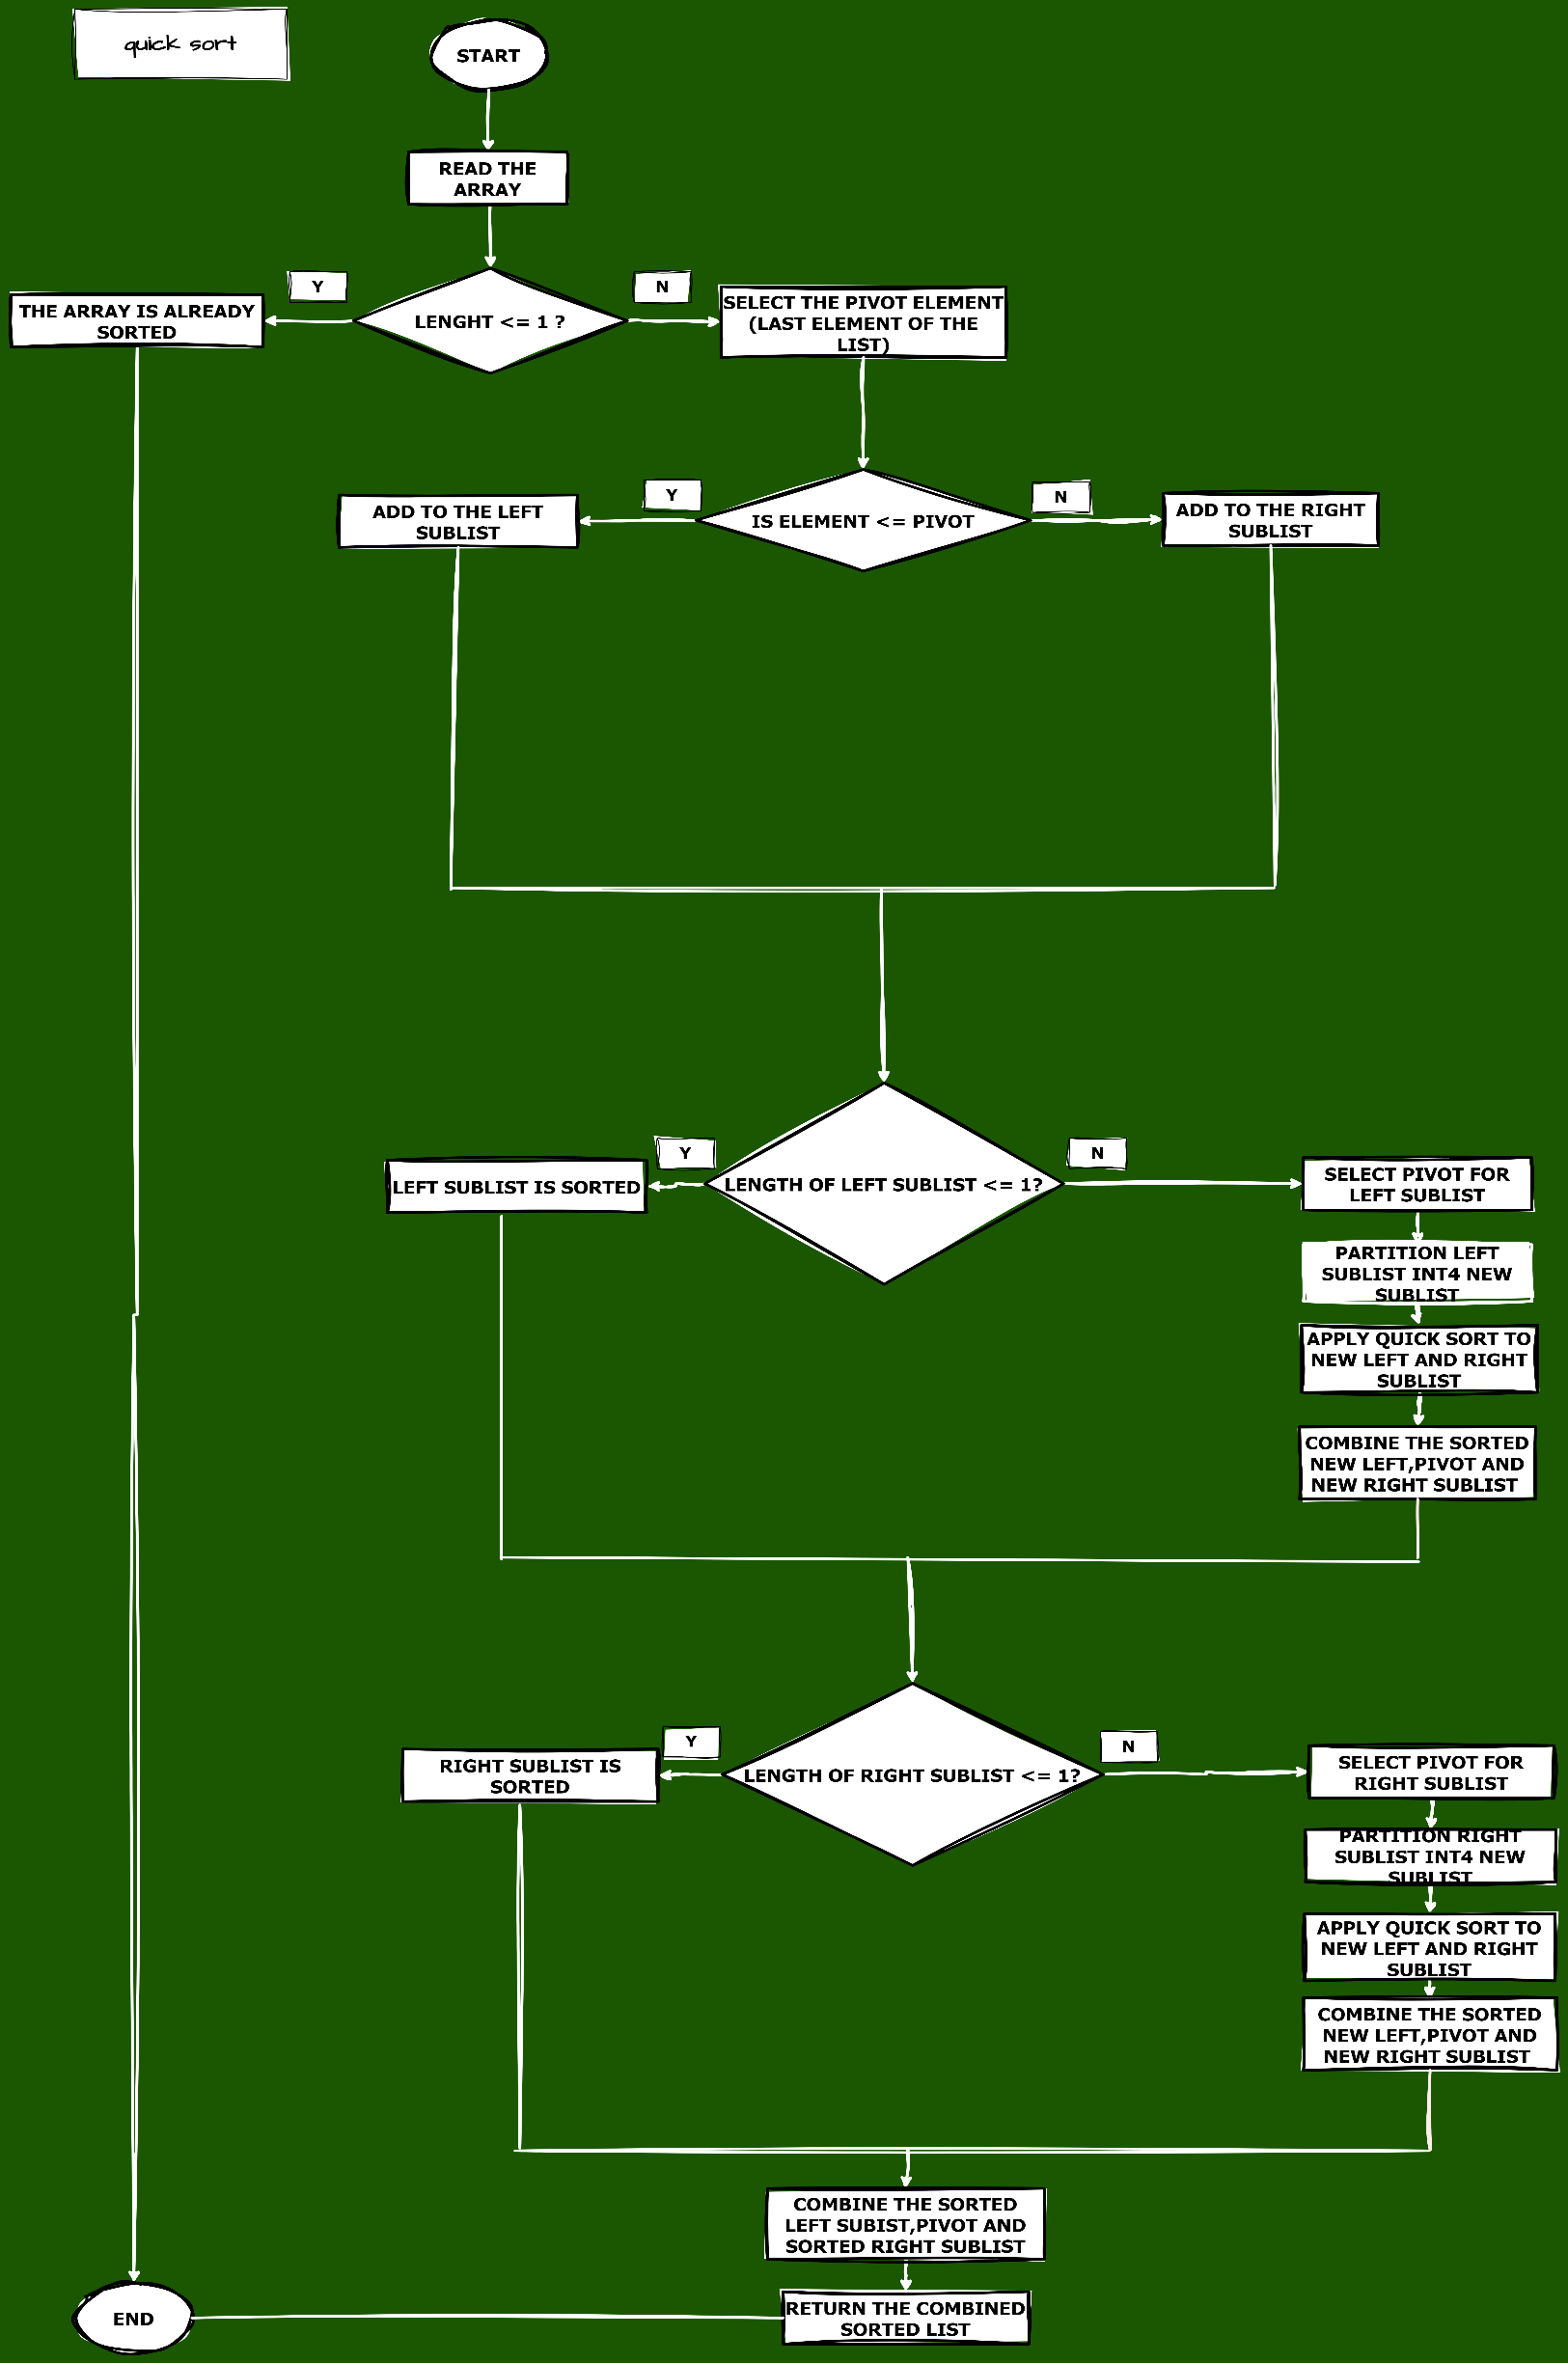 quick sort
START
READ THE
ARRAY
Y
N
THE ARRAY IS ALREADY
SORTED
LENGHT <= 1 ?
SELECT THE PIVOT ELEMENT
(LAST ELEMENT OF THE
LIST)
Y
N
ADD TO THE LEFT
SUBLIST
IS ELEMENT <= PIVOT
ADD TO THE RIGHT
SUBLIST
Y
N
LEFT SUBLIST IS SORTED
LENGTH OF LEFT SUBLIST <= 1?
SELECT PIVOT FOR
LEFT SUBLIST
PARTITION LEFT
SUBLIST INT4 NEW
SUBLIST
APPLY QUICK SORT TO
NEW LEFT AND RIGHT
SUBLIST
COMBINE THE SORTED
NEW LEFT,PIVOT AND
NEW RIGHT SUBLIST
Y
N
RIGHT SUBLIST IS
SORTED
LENGTH OF RIGHT SUBLIST <= 1?
SELECT PIVOT FOR
RIGHT SUBLIST
PARTITION RIGHT
SUBLIST INT4 NEW
SUBLIST
APPLY QUICK SORT TO
NEW LEFT AND RIGHT
SUBLIST
COMBINE THE SORTED
NEW LEFT,PIVOT AND
NEW RIGHT SUBLIST
COMBINE THE SORTED
LEFT SUBIST,PIVOT AND
SORTED RIGHT SUBLIST
RETURN THE COMBINED
SORTED LIST
END